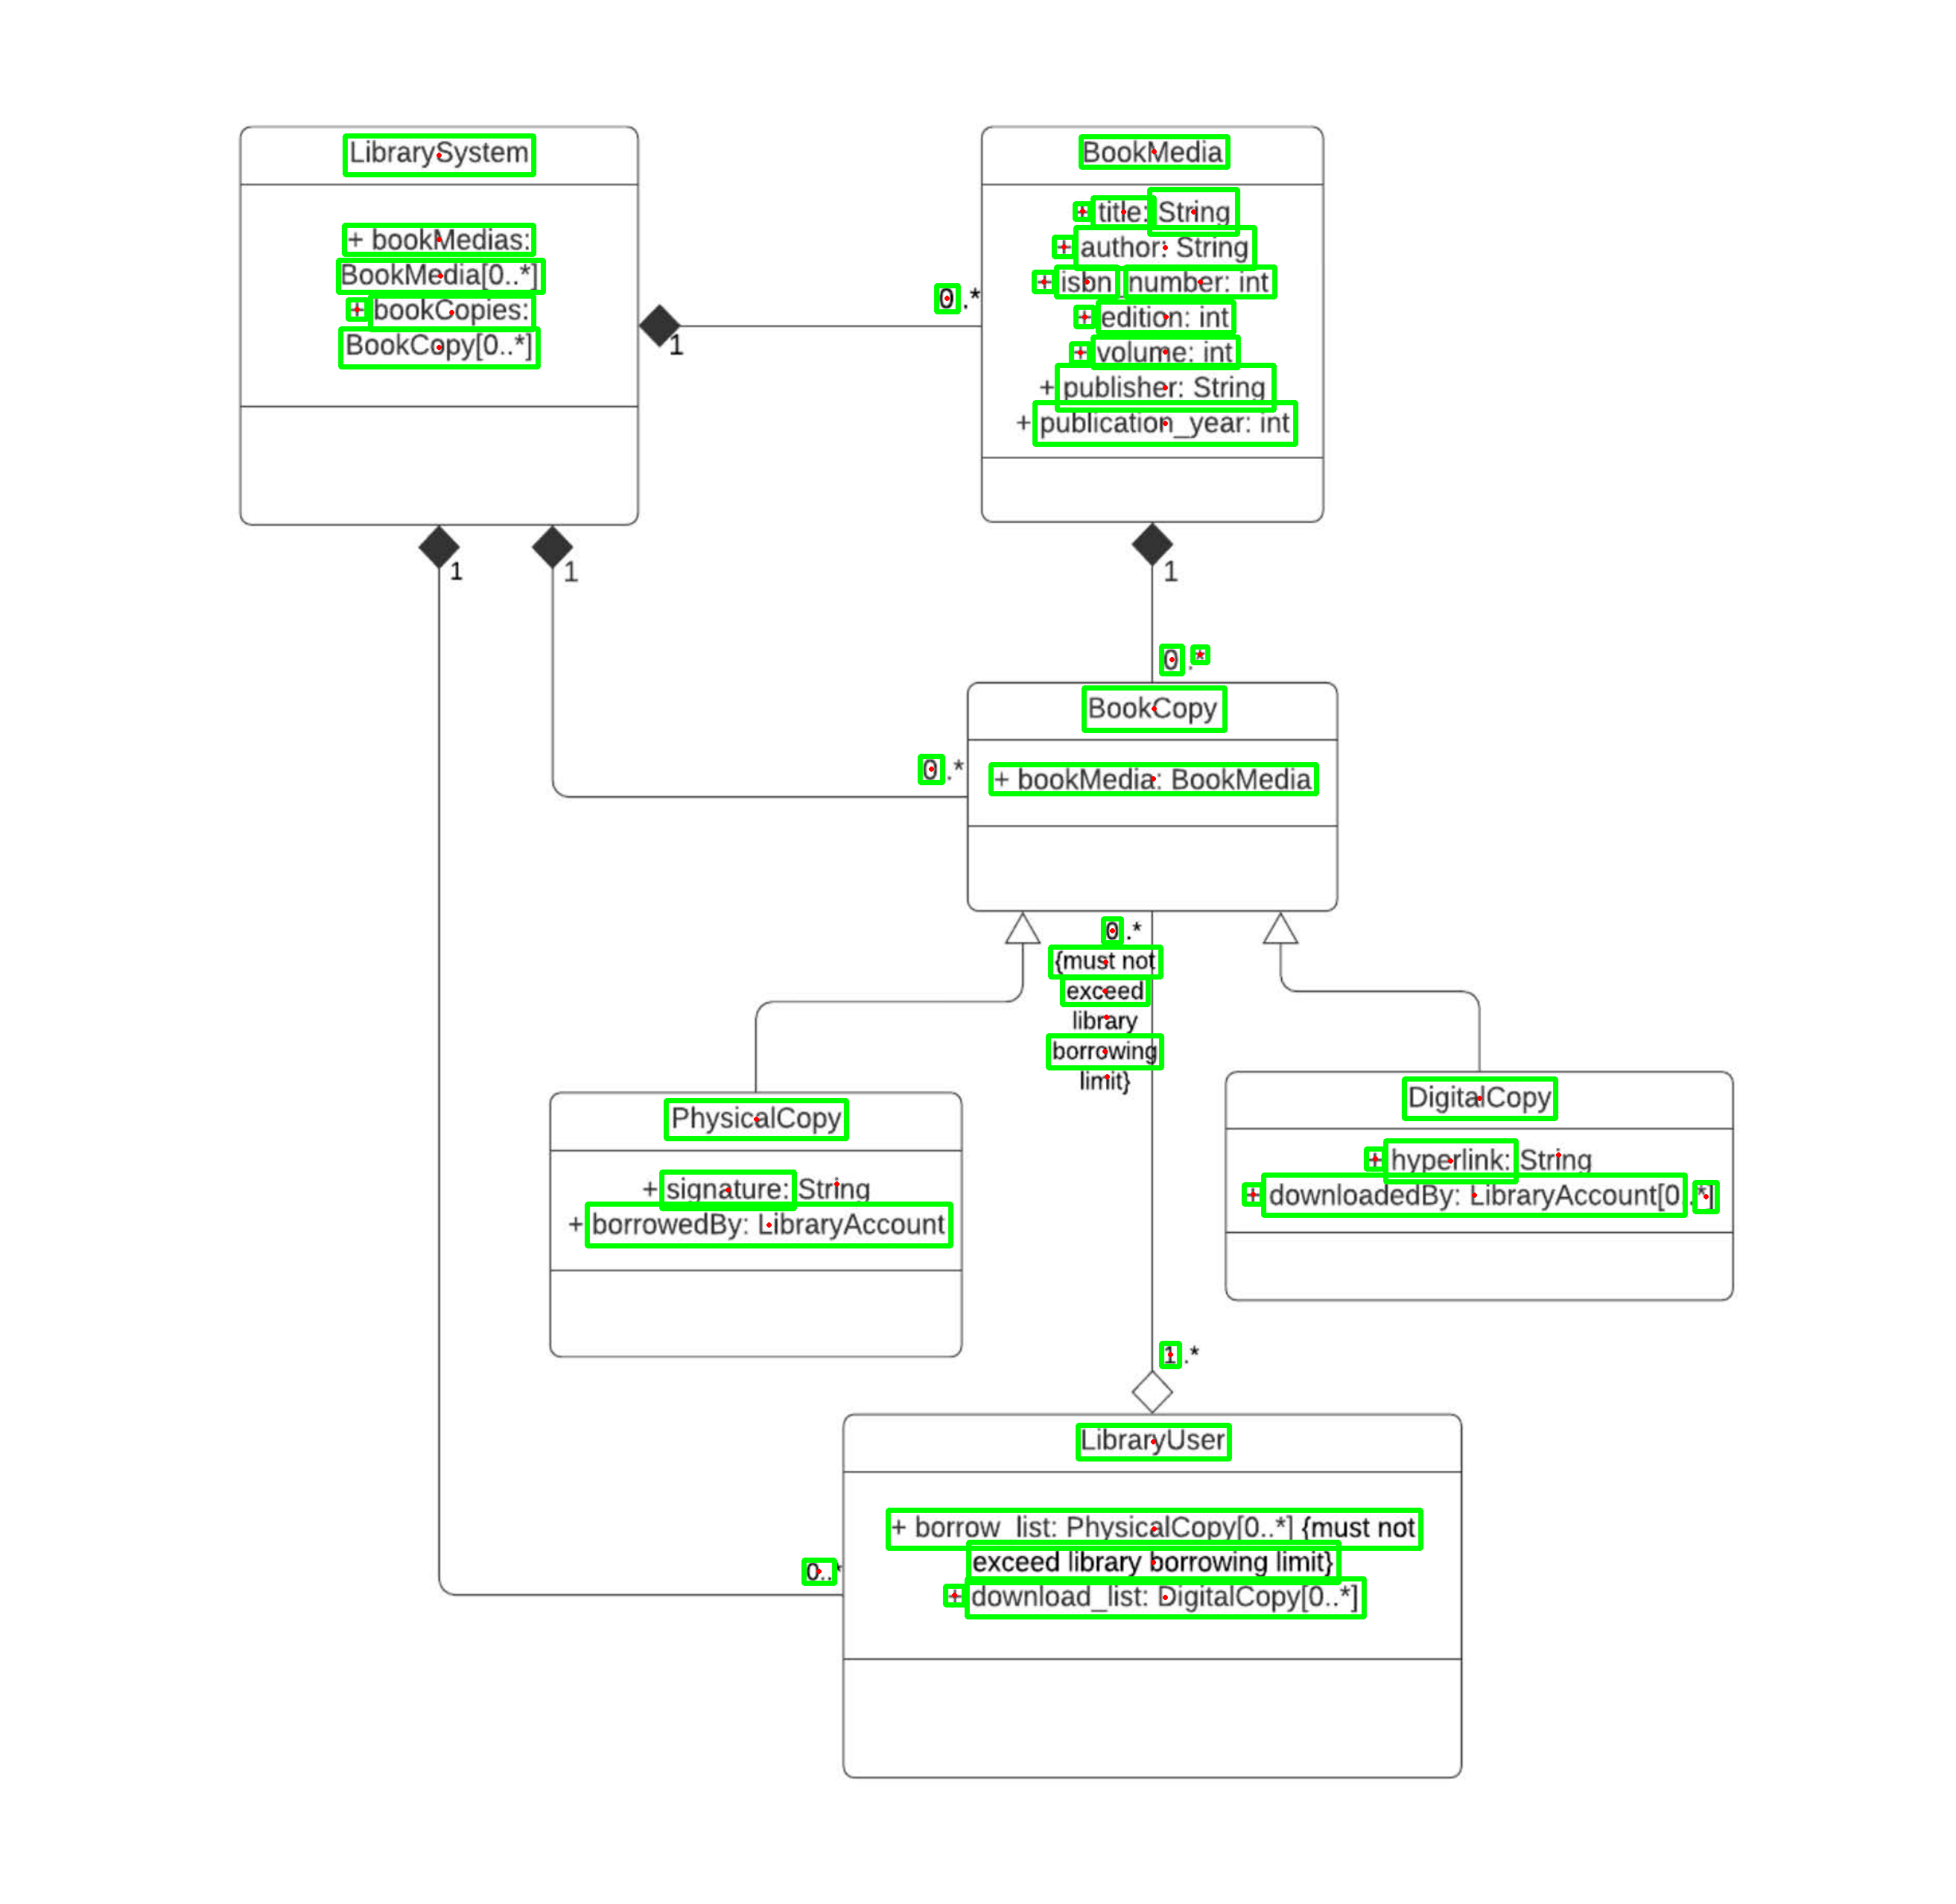 LibrarySystem
+ bookMedias:
BookMedia[0..*]
+ bookCopies:
BookCopy[0..*]
1
0..*
BookMedia
+ title: String
+ author: String
+ isbn_number: int
+ edition: int
+ volume: int
+ publisher: String
+ publication_year: int
1
1
1
0..*
BookCopy
+ bookMedia: BookMedia
0..*
0..*
{must not
exceed
library
borrowing
limit}
PhysicalCopy
+ signature: String
+ borrowedBy: LibraryAccount
DigitalCopy
+ hyperlink: String
+ downloadedBy: LibraryAccount[0..*]
1..*
LibraryUser
+ borrow_list: PhysicalCopy[0..*] {must not
exceed library borrowing limit}
+ download_list: DigitalCopy[0..*]
0..*